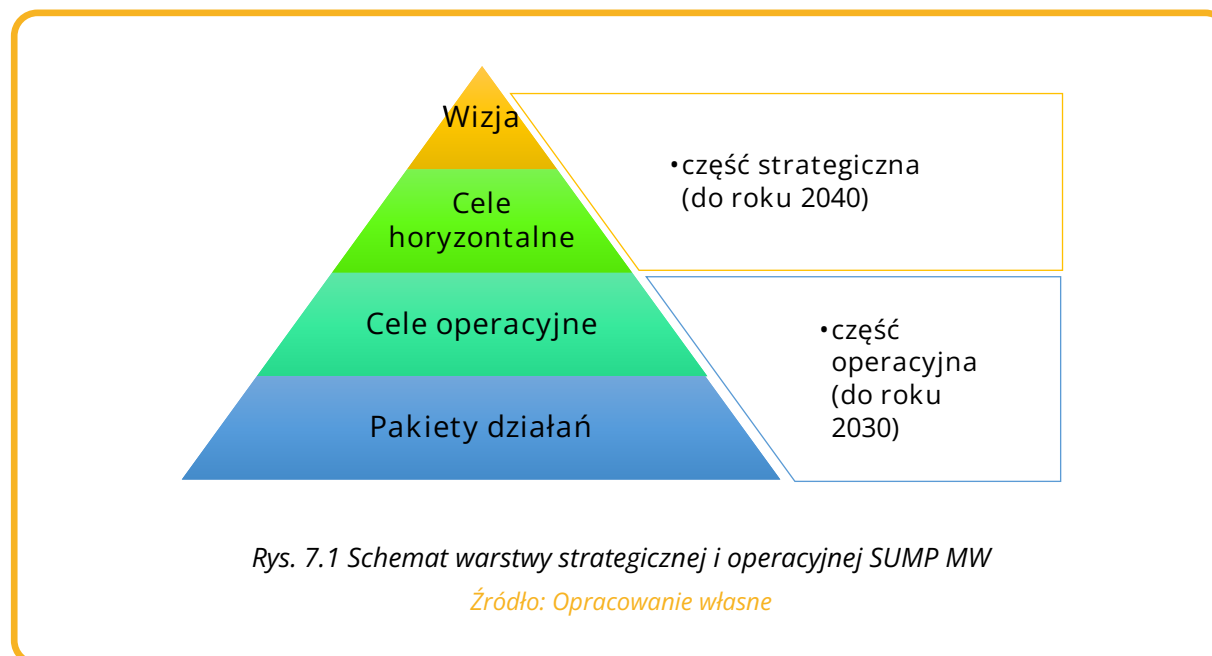 Wizja
Cele
horyzontalne
Cele operacyjne
Pakiety działań
•część strategiczna
(do roku 2040)
•część
operacyjna
(do roku
2030)
Rys. 7.1 Schemat warstwy strategicznej i operacyjnej SUMP MW
Źródło: Opracowanie własne